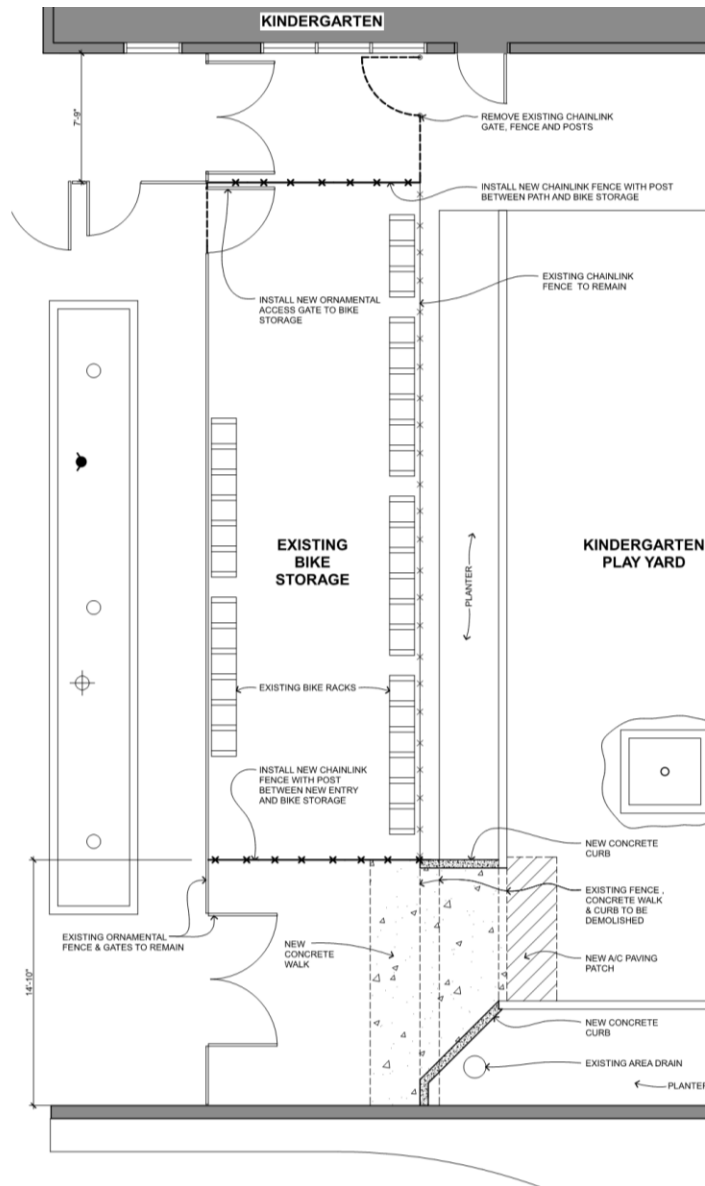 KINDERGARTEN
7'-9"
REMOVE EXISTING CHAINLINK
GATE, FENCE AND POSTS
INSTALL NEW CHAINLINK FENCE WITH POST
BETWEEN PATH AND BIKE STORAGE
EXISTING CHAINLINK
FENCE TO REMAIN
INSTALL NEW ORNAMENTAL
ACCESS GATE TO BIKE
STORAGE
EXISTING
BIKE
STORAGE
KINDERGARTEN
PLAY YARD
PLANTER
EXISTING BIKE RACKS
INSTALL NEW CHAINLINK
FENCE WITH POST
BETWEEN NEW ENTRY
AND BIKE STORAGE
NEW CONCRETE
CURB
EXISTING FENCE ,
CONCRETE WALK
& CURB TO BE
DEMOLISHED
EXISTING ORNAMENTAL
FENCE & GATES TO REMAIN
NEW
CONCRETE
WALK
NEW A/C PAVING
PATCH
14'-10"
NEW CONCRETE
CURB
EXISTING AREA DRAIN
PLANTER